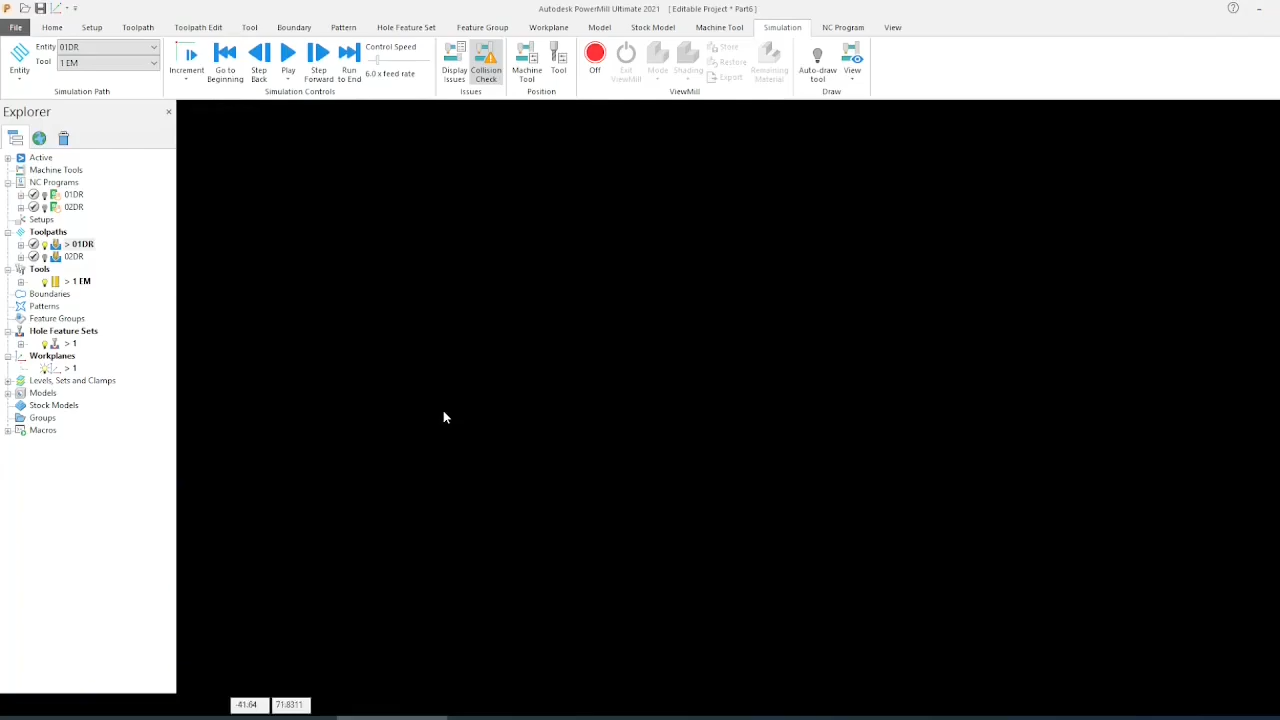 Autodesk PowerMill Ultimate 2021 [ Editable Project * Part6 ]
File Home Setup Toolpath Toolpath Edit Tool Boundary Pattern Hole Feature Set Feature Group Workplane Model Stock Model Machine Tool Simulation NC Program View
Entity
Entity 01DR
Tool 1 EM
Simulation Path
Increment
Go to Beginning
Step Back
Play
Step Forward
Run to End
Control Speed
6.0 x feed rate
Simulation Controls
Display Issues
Collision Check
Issues
Machine Tool
Tool
Position
Off
Exit ViewMill
Mode
Shading
Store
Restore
Export
Remaining Material
ViewMill
Auto-draw tool
View
Draw
Explorer
Active
Machine Tools
NC Programs
01DR
02DR
Setups
Toolpaths
> 01DR
02DR
Tools
> 1 EM
Boundaries
Patterns
Feature Groups
Hole Feature Sets
> 1
Workplanes
> 1
Levels, Sets and Clamps
Models
Stock Models
Groups
Macros
-41.64 71.8311